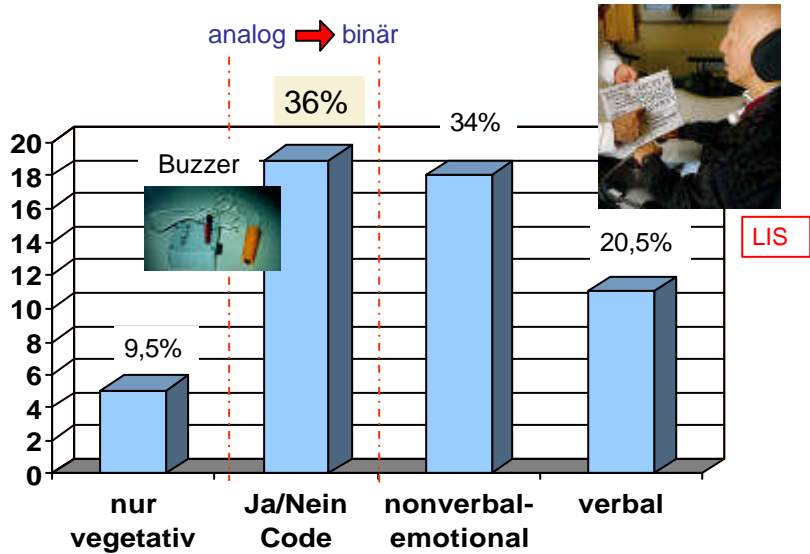 analog binär
36%
34%
20
18
16
14
12
10
8
6
4
2
0
Buzzer
LIS
20,5%
9,5%
nur
vegetativ
Ja/Nein
Code
nonverbal-
emotional
verbal